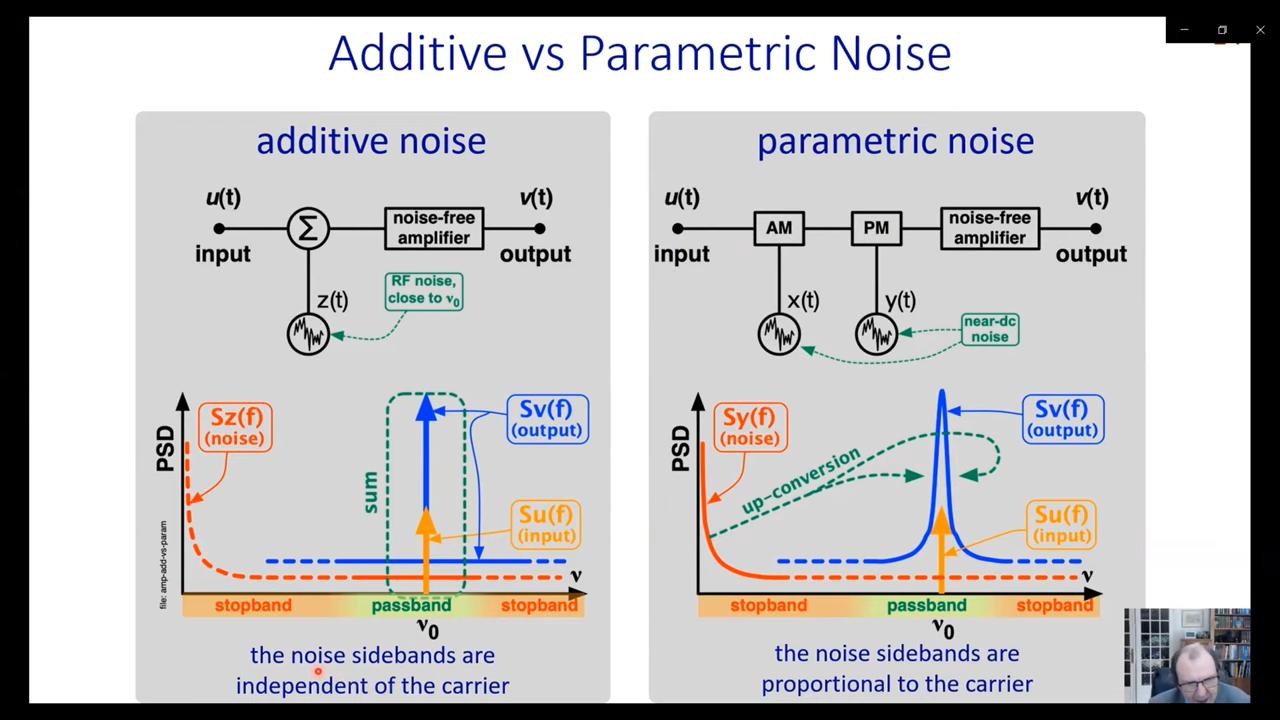 Additive vs Parametric Noise
additive noise
u(t)
v(t)
Σ
noise-free
amplifier
input
output
RF noise,
close to ν0
z(t)
PSD
Sz(f)
(noise)
sum
Sv(f)
(output)
Su(f)
(input)
ν
stopband
passband
stopband
ν0
file: amp-add-vs-param
the noise sidebands are
independent of the carrier
parametric noise
u(t)
v(t)
AM
PM
noise-free
amplifier
input
output
x(t)
y(t)
near-dc
noise
PSD
Sy(f)
(noise)
up-conversion
Sv(f)
(output)
Su(f)
(input)
ν
stopband
passband
stopband
ν0
the noise sidebands are
proportional to the carrier